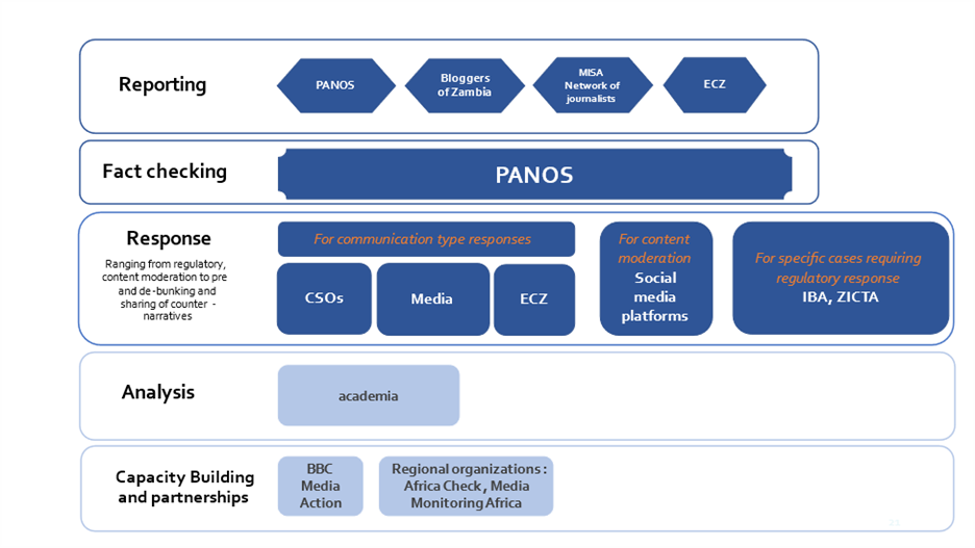 Reporting
PANOS
Bloggers
of Zambia
MISA
Network of
journalists
ECZ
Fact checking
PANOS
Response
Ranging from regulatory,
content moderation to pre
and de-bunking and
sharing of counter -
narratives
For communication type responses
CSOs
Media
ECZ
For content
moderation
Social
media
platforms
For specific cases requiring
regulatory response
IBA, ZICTA
Analysis
academia
Capacity Building
and partnerships
BBC
Media
Action
Regional organizations :
Africa Check , Media
Monitoring Africa